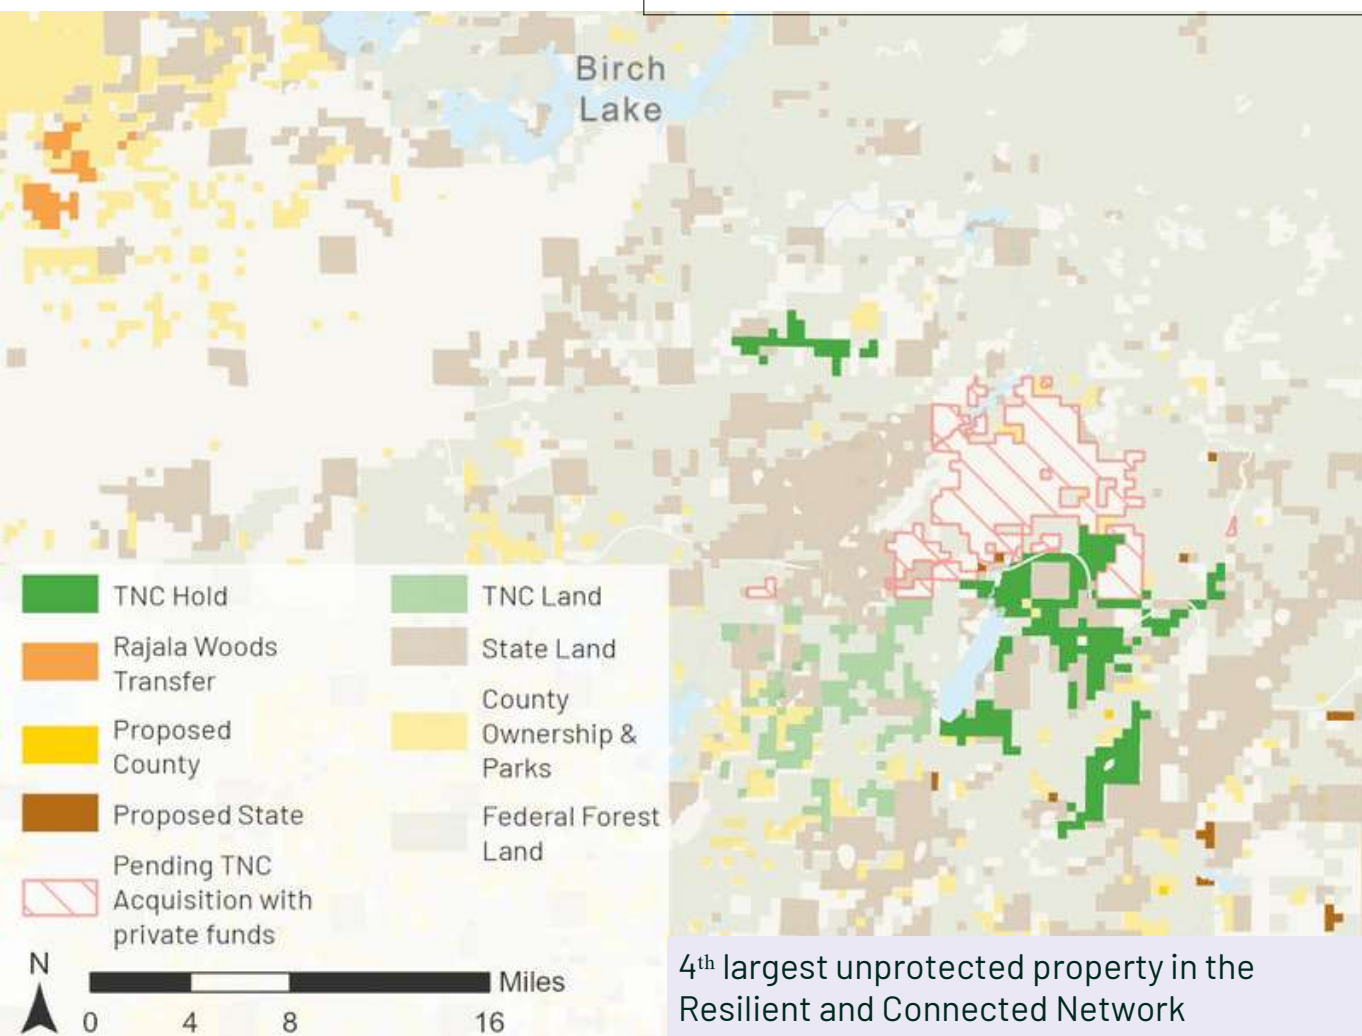 Birch
Lake
TNC Hold
Rajala Woods
Transfer
Proposed
County
Proposed State
Pending TNC
Acquisition with
private funds
TNC Land
State Land
County
Ownership &
Parks
Federal Forest
Land
N
Miles
0 4 8 16
4th largest unprotected property in the
Resilient and Connected Network